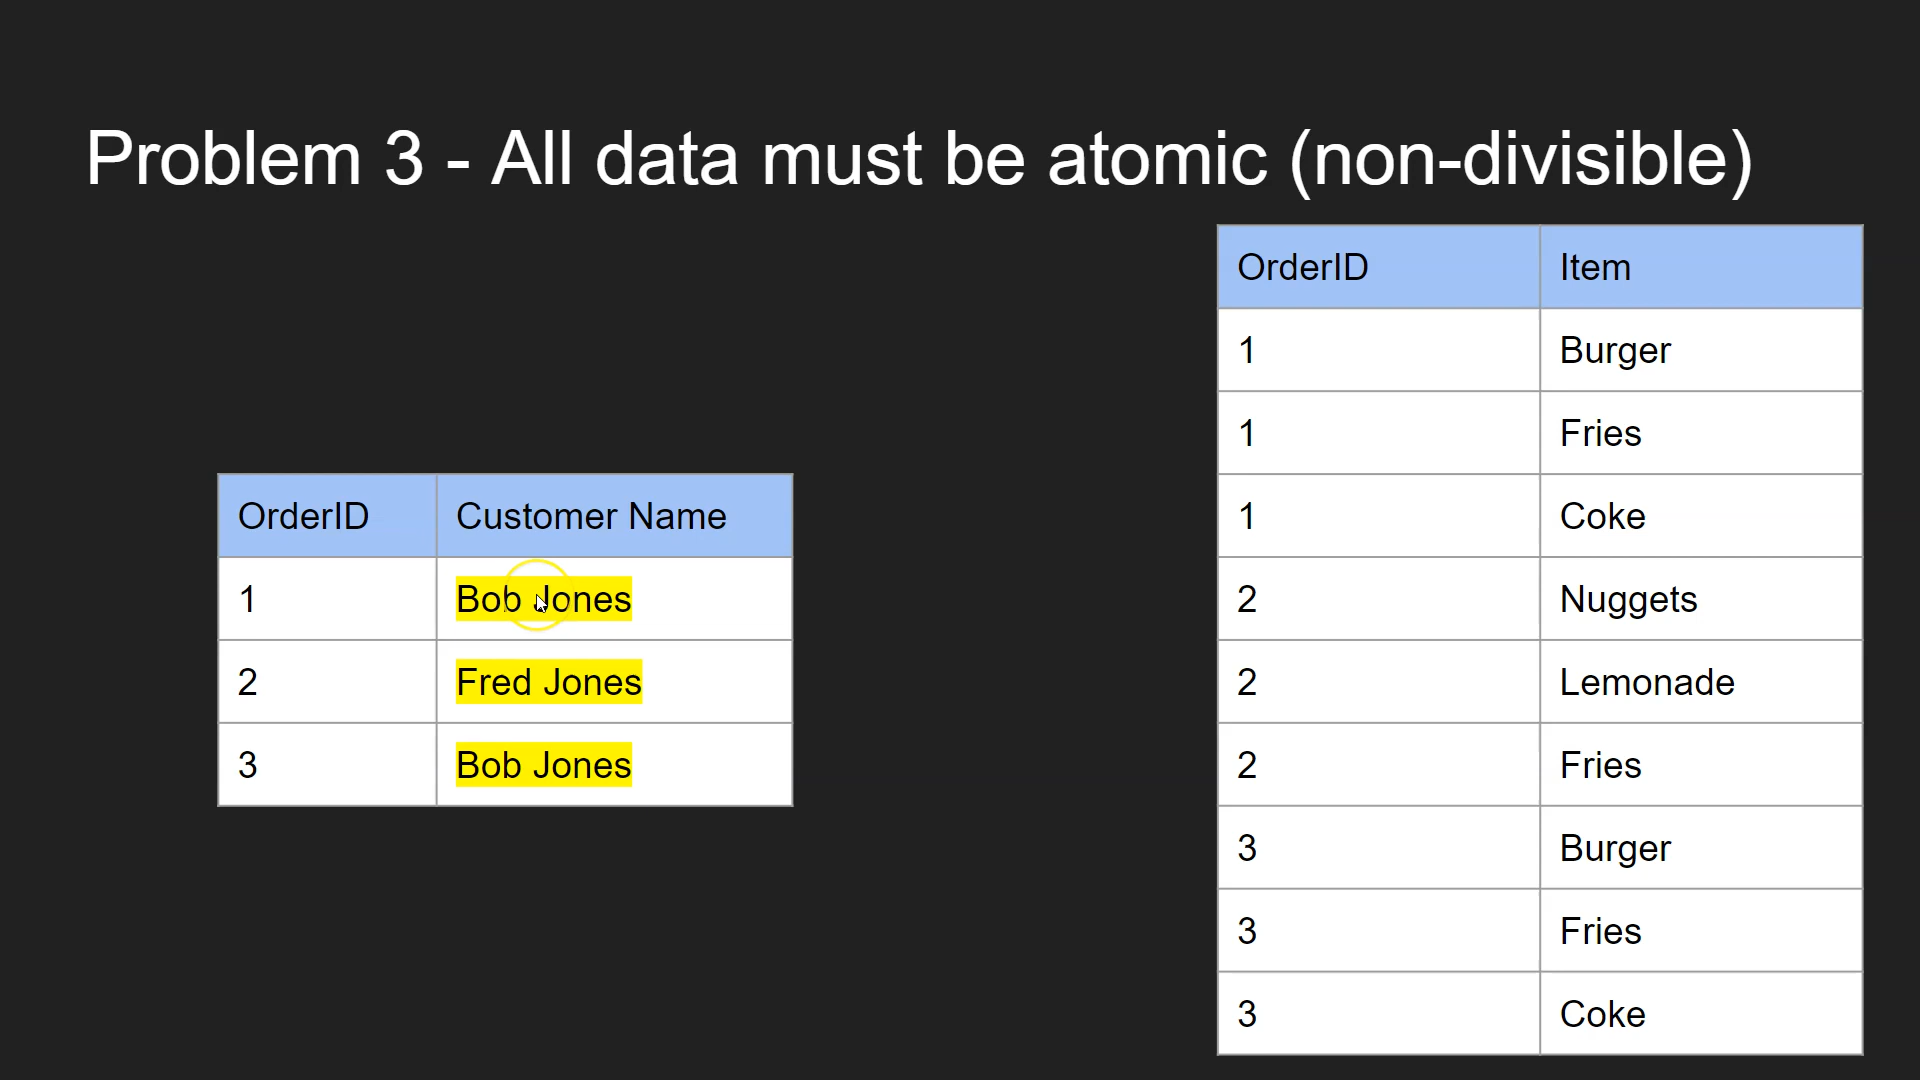 Problem 3 - All data must be atomic (non-divisible)
OrderID Customer Name
1 Bob Jones
2 Fred Jones
3 Bob Jones
OrderID Item
1 Burger
1 Fries
1 Coke
2 Nuggets
2 Lemonade
2 Fries
3 Burger
3 Fries
3 Coke